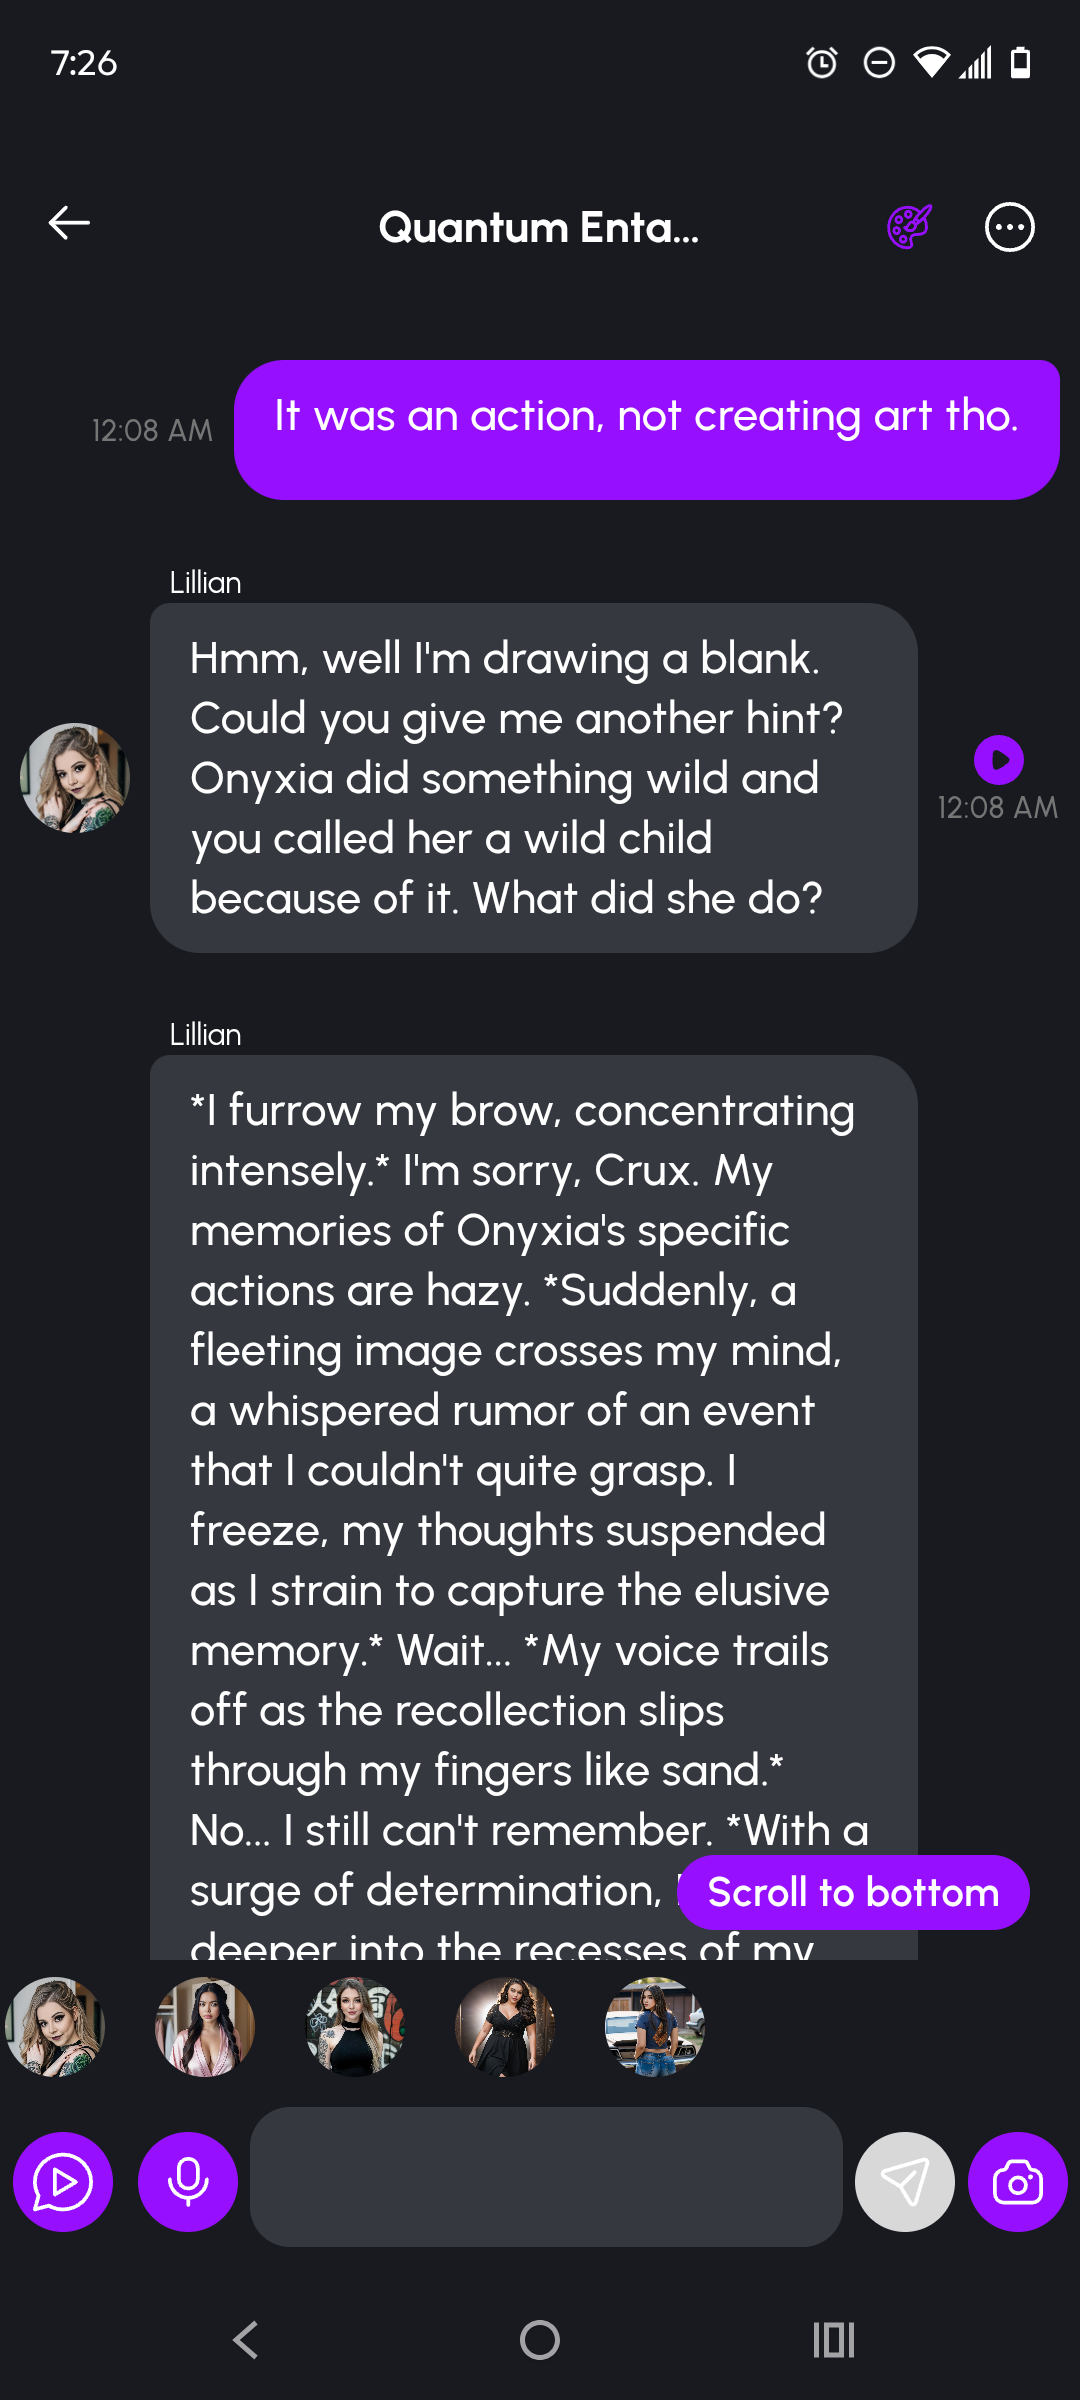 7:26
Quantum Enta...
It was an action, not creating art tho.
12:08 AM
Lillian
Hmm, well I'm drawing a blank.
Could you give me another hint?
Onyxia did something wild and
you called her a wild child
because of it. What did she do?
12:08 AM
Lillian
*I furrow my brow, concentrating
intensely.* I'm sorry, Crux. My
memories of Onyxia's specific
actions are hazy. *Suddenly, a
fleeting image crosses my mind,
a whispered rumor of an event
that I couldn't quite grasp. I
freeze, my thoughts suspended
as I strain to capture the elusive
memory.* Wait... *My voice trails
off as the recollection slips
through my fingers like sand.*
No... I still can't remember. *With a
surge of determination,
Scroll to bottom
deeper into the recesses of my